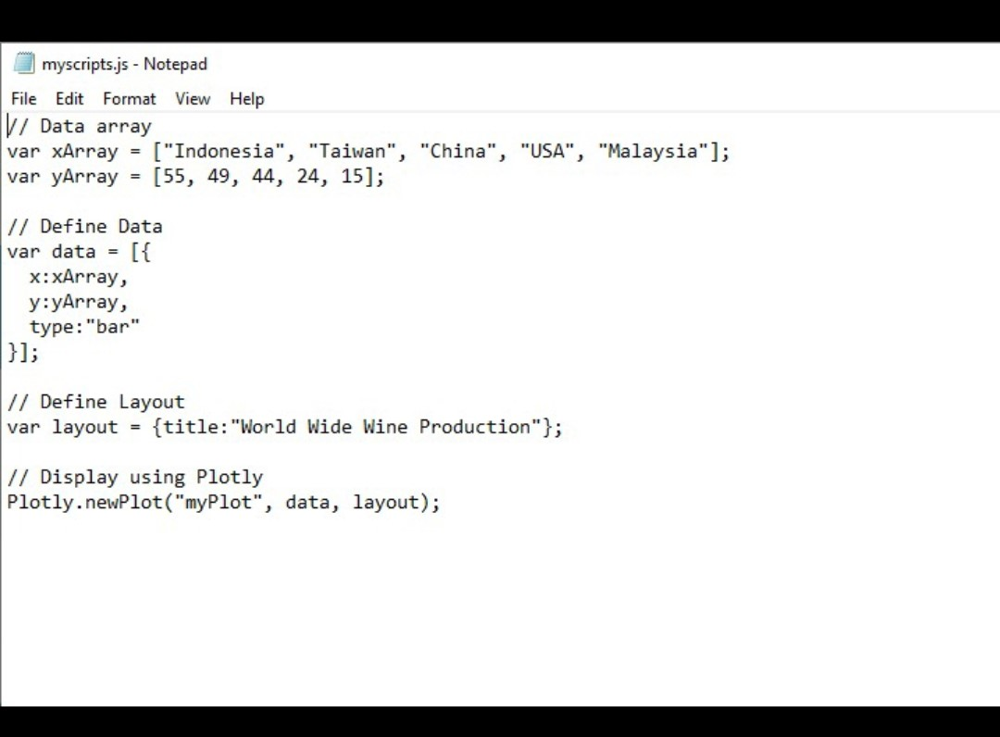 myscripts.js - Notepad
File Edit Format View Help
// Data array
var xArray = ["Indonesia", "Taiwan", "China", "USA", "Malaysia"];
var yArray = [55, 49, 44, 24, 15];
// Define Data
var data = [{
  x:xArray,
  y:yArray,
  type:"bar"
}];
// Define Layout
var layout = {title:"World Wide Wine Production"};
// Display using Plotly
Plotly.newPlot("myPlot", data, layout);